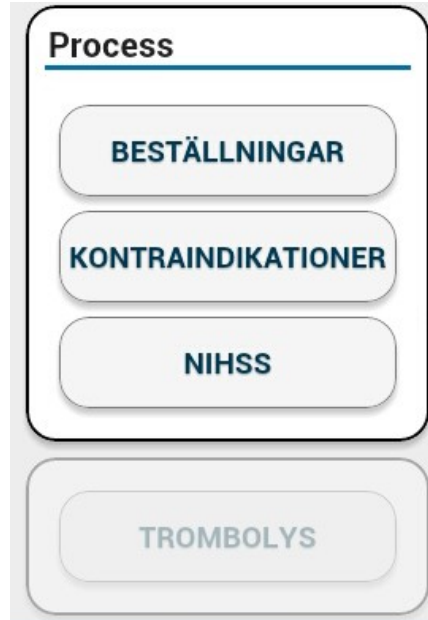 Process
BESTÄLLNINGAR
KONTRAINDIKATIONER
NIHSS
TROMBOLYS